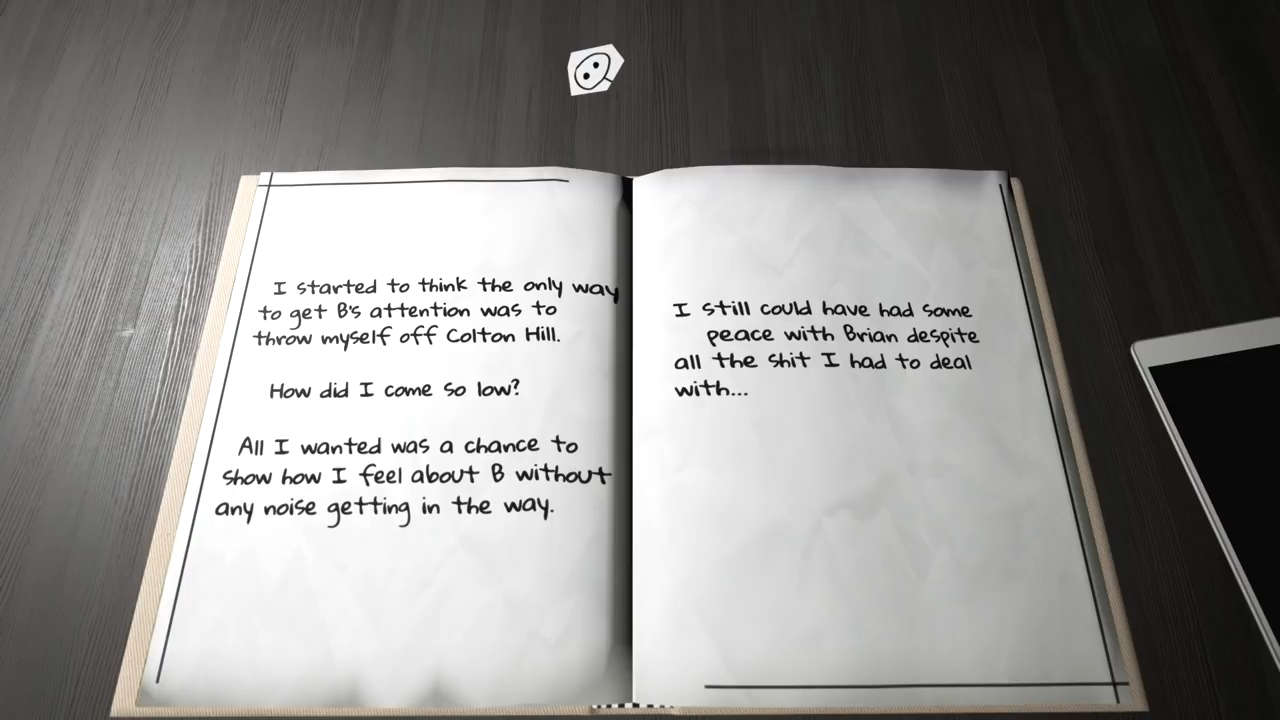 I started to think the only way
to get B's attention was to
throw myself off Colton Hill.
How did I come so low?
All I wanted was a chance to
show how I feel about B without
any noise getting in the way.
I still could have had some
peace with Brian despite
all the shit I had to deal
with...